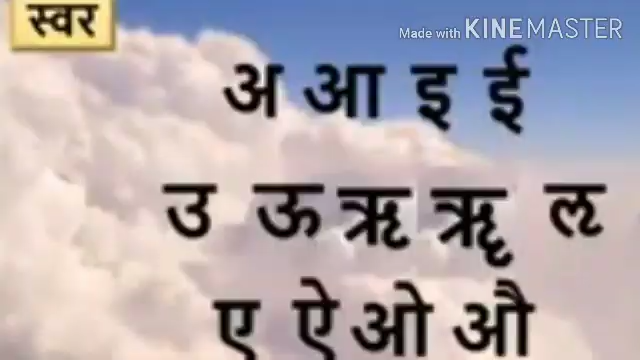 स्वर
Made with KINEMASTER
अ आ इ ई
उ ऊ ऋ ॠ ऌ
ए ऐ ओ औ